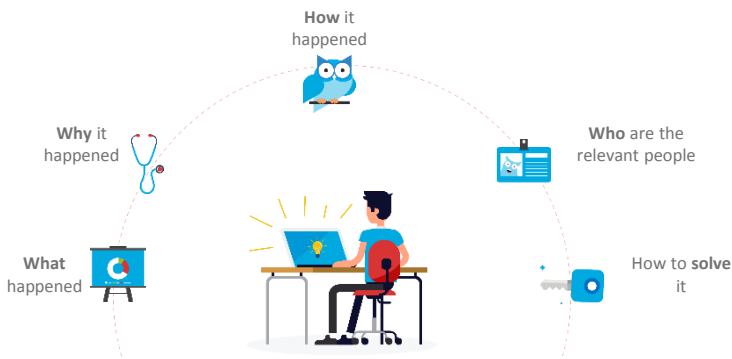 How it
happened
Why it
happened
Who are the
relevant people
What
happened
How to solve
it